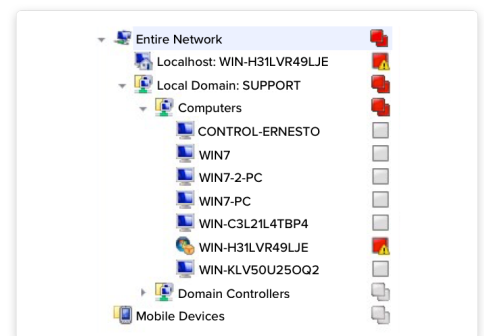 Entire Network
Localhost: WIN-H31LVR49LJE
Local Domain: SUPPORT
Computers
CONTROL-ERNESTO
WIN7
WIN7-2-PC
WIN7-PC
WIN-C3L21L4TBP4
WIN-H31LVR49LJE
WIN-KLV50U25OQ2
Domain Controllers
Mobile Devices